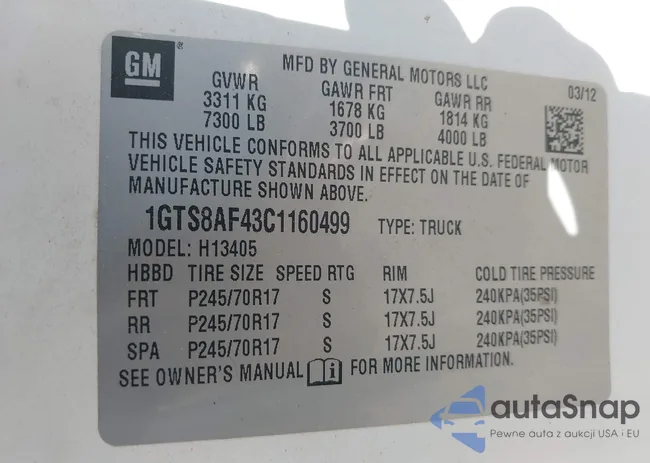 GM
MFD BY GENERAL MOTORS LLC
03/12
GVWR GAWR FRT GAWR RR
3311 KG 1678 KG 1814 KG
7300 LB 3700 LB 4000 LB
THIS VEHICLE CONFORMS TO ALL APPLICABLE U.S. FEDERAL MOTOR
VEHICLE SAFETY STANDARDS IN EFFECT ON THE DATE OF
MANUFACTURE SHOWN ABOVE.
1GTS8AF43C1160499 TYPE: TRUCK
MODEL: H13405
HBBD TIRE SIZE SPEED RTG RIM COLD TIRE PRESSURE
FRT P245/70R17 S 17X7.5J 240KPA(35PSI)
RR P245/70R17 S 17X7.5J 240KPA(35PSI)
SPA P245/70R17 S 17X7.5J 240KPA(35PSI)
SEE OWNER'S MANUAL FOR MORE INFORMATION.
autaSnap
Pewne auta z aukcji USA i EU